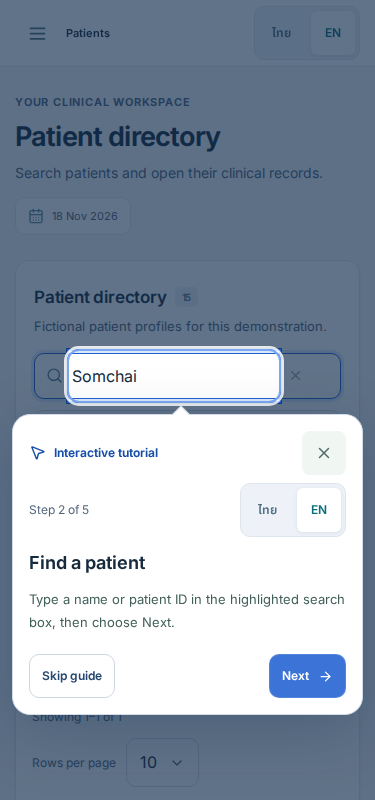 Patients
ไทย
EN
YOUR CLINICAL WORKSPACE
Patient directory
Search patients and open their clinical records.
18 Nov 2026
Patient directory 15
Fictional patient profiles for this demonstration.
Somchai
Interactive tutorial
Step 2 of 5
ไทย
EN
Find a patient
Type a name or patient ID in the highlighted search
box, then choose Next.
Skip guide
Next
Showing 1–1 of 1
Rows per page
10